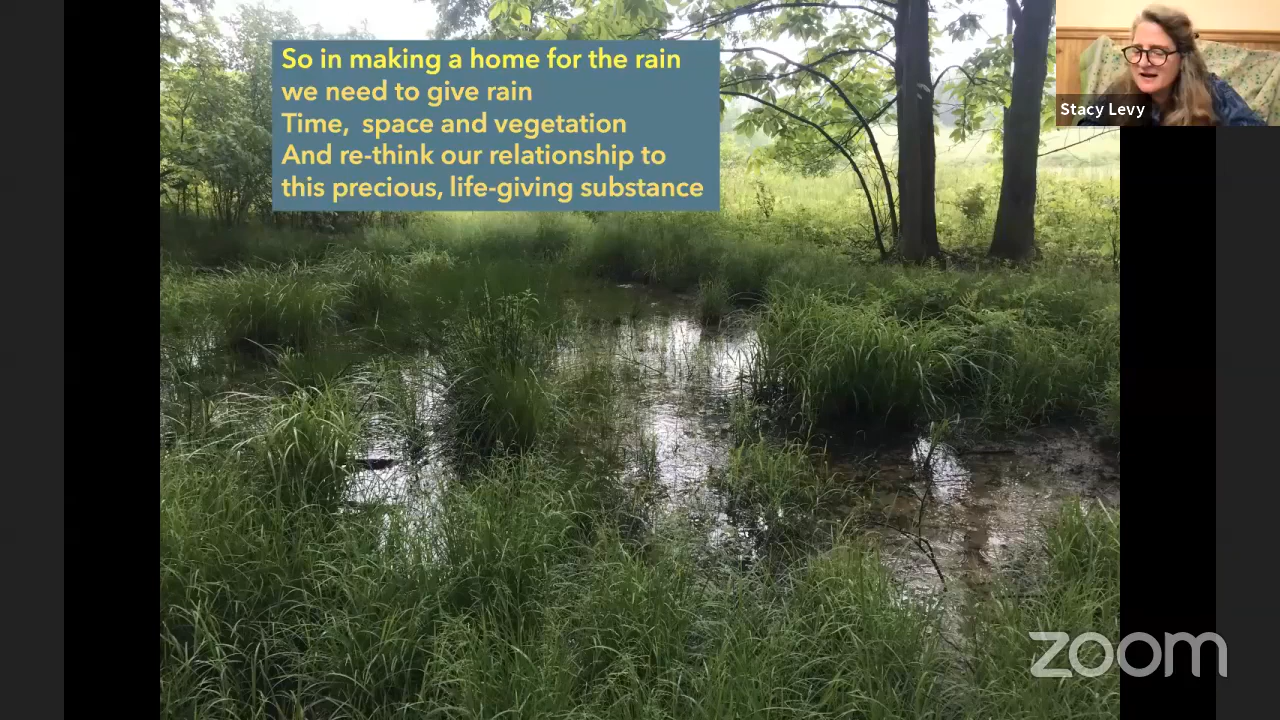 So in making a home for the rain
we need to give rain
Time, space and vegetation
And re-think our relationship to
this precious, life-giving substance
Stacy Levy
zoom